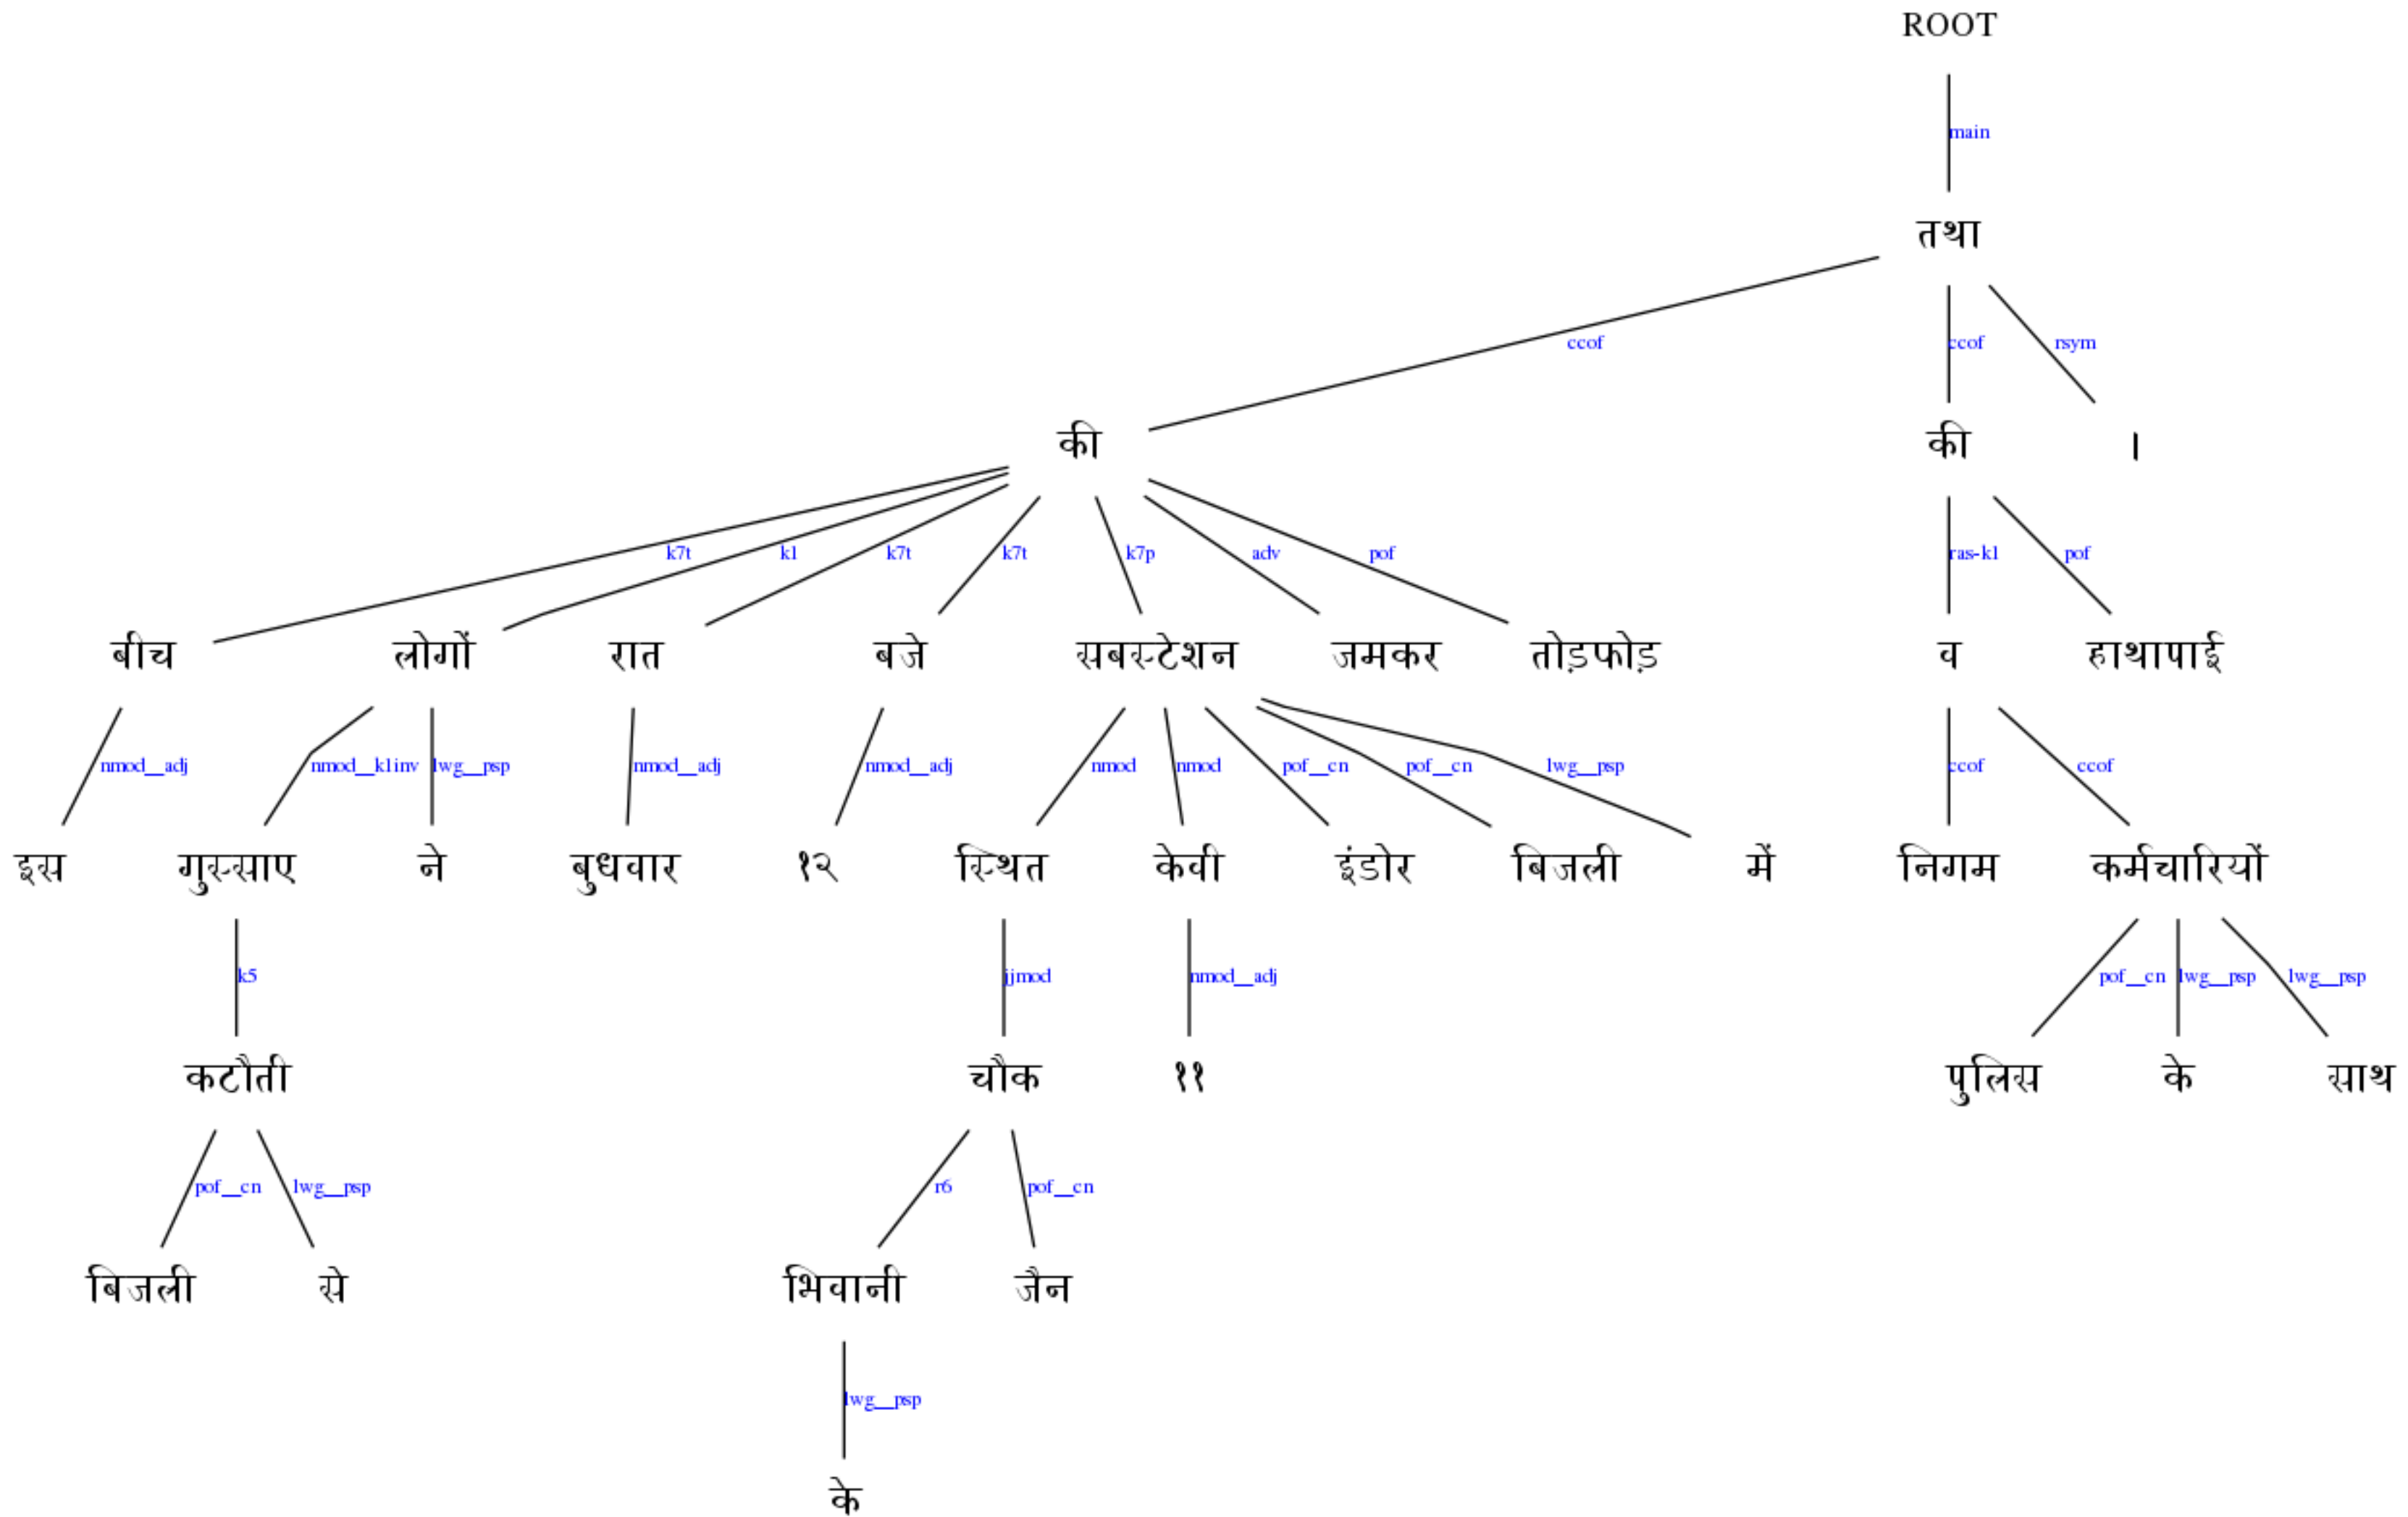 ROOT
main
तथा
ccof ccof rsym
की की ।
k7t k1 k7t k7t k7p adv pof ras-k1 pof
बीच लोगों रात बजे सबस्टेशन जमकर तोड़फोड़ व हाथापाई
nmod__adj nmod__k1inv lwg__psp nmod__adj nmod__adj nmod nmod pof__cn pof__cn lwg__psp ccof ccof
इस गुस्साए ने बुधवार १२ स्थित केवी इंडोर बिजली में निगम कर्मचारियों
k5 jjmod nmod__adj pof__cn lwg__psp lwg__psp
कटौती चौक ११ पुलिस के साथ
pof__cn lwg__psp r6 pof__cn
बिजली से भिवानी जैन
lwg__psp
के